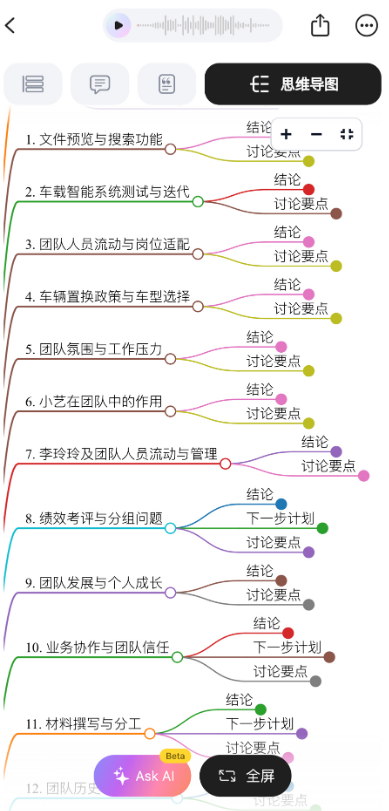 思维导图
1. 文件预览与搜索功能
结论
讨论要点
2. 车载智能系统测试与迭代
结论
讨论要点
3. 团队人员流动与岗位适配
结论
讨论要点
4. 车辆置换政策与车型选择
结论
讨论要点
5. 团队氛围与工作压力
结论
讨论要点
6. 小艺在团队中的作用
结论
讨论要点
7. 李玲玲及团队人员流动与管理
结论
讨论要点
8. 绩效考评与分组问题
结论
下一步计划
讨论要点
9. 团队发展与个人成长
结论
讨论要点
10. 业务协作与团队信任
结论
下一步计划
讨论要点
11. 材料撰写与分工
结论
下一步计划
讨论要点
12. 团队历史
Beta
Ask AI
全屏